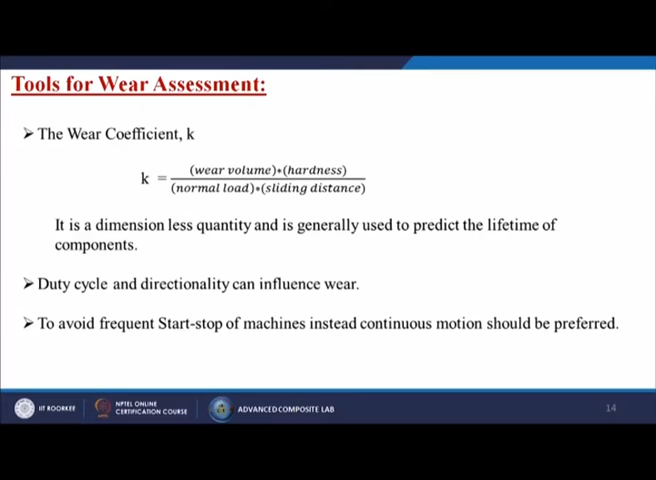 Tools for Wear Assessment:
➢ The Wear Coefficient, k
k = (wear volume)∗(hardness) / (normal load)∗(sliding distance)
It is a dimension less quantity and is generally used to predict the lifetime of
components.
➢ Duty cycle and directionality can influence wear.
➢ To avoid frequent Start-stop of machines instead continuous motion should be preferred.
IIT ROORKEE
NPTEL ONLINE
CERTIFICATION COURSE
ADVANCED COMPOSITE LAB
14